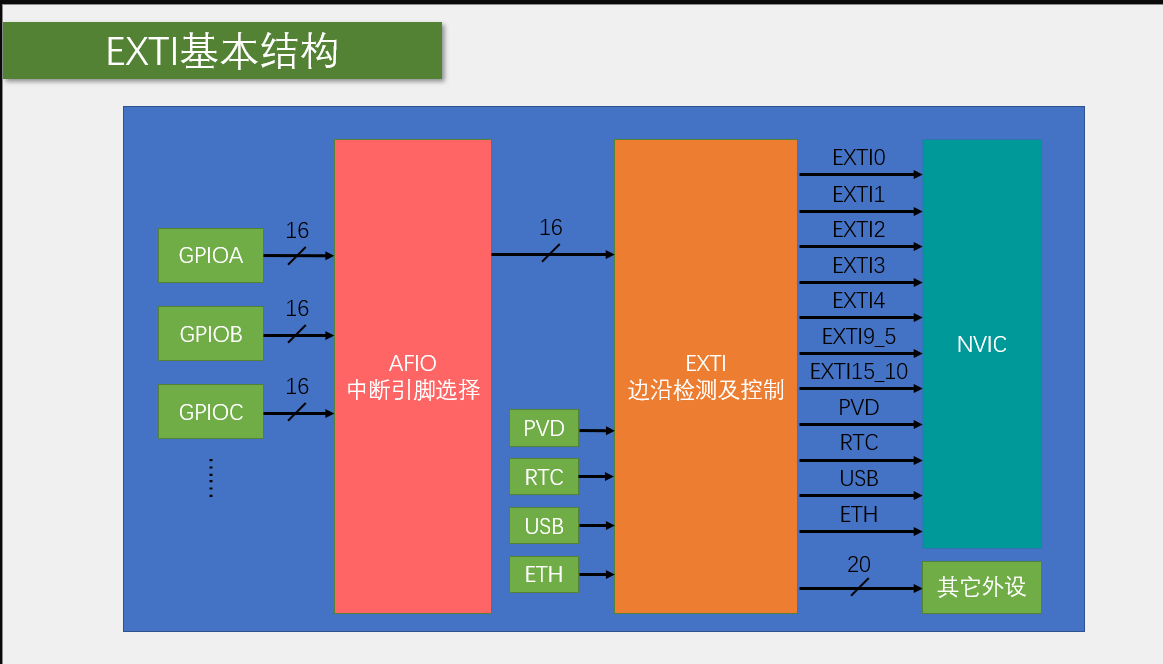 EXTI基本结构
16
GPIOA
16
GPIOB
16
GPIOC
AFIO
中断引脚选择
16
PVD
RTC
USB
ETH
EXTI
边沿检测及控制
EXTI0
EXTI1
EXTI2
EXTI3
EXTI4
EXTI9_5
EXTI15_10
PVD
RTC
USB
ETH
20
NVIC
其它外设